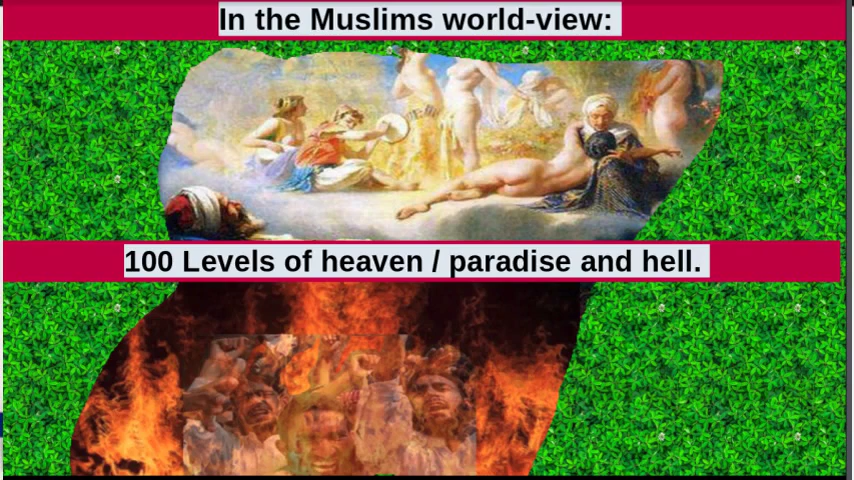 In the Muslims world-view:
100 Levels of heaven / paradise and hell.